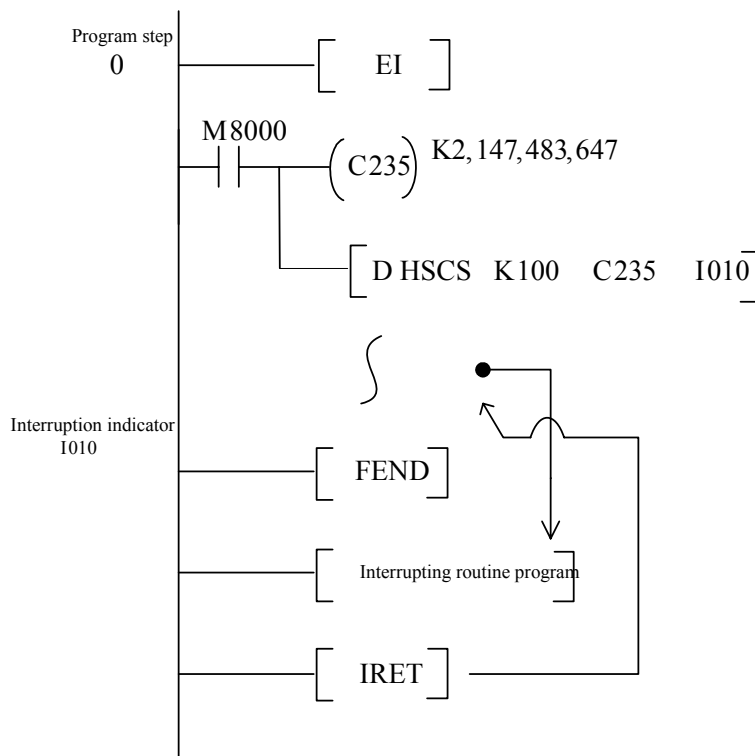 Program step
0
EI
M8000
C235
K2,147,483,647
D HSCS K100 C235 I010
Interruption indicator
I010
FEND
Interrupting routine program
IRET